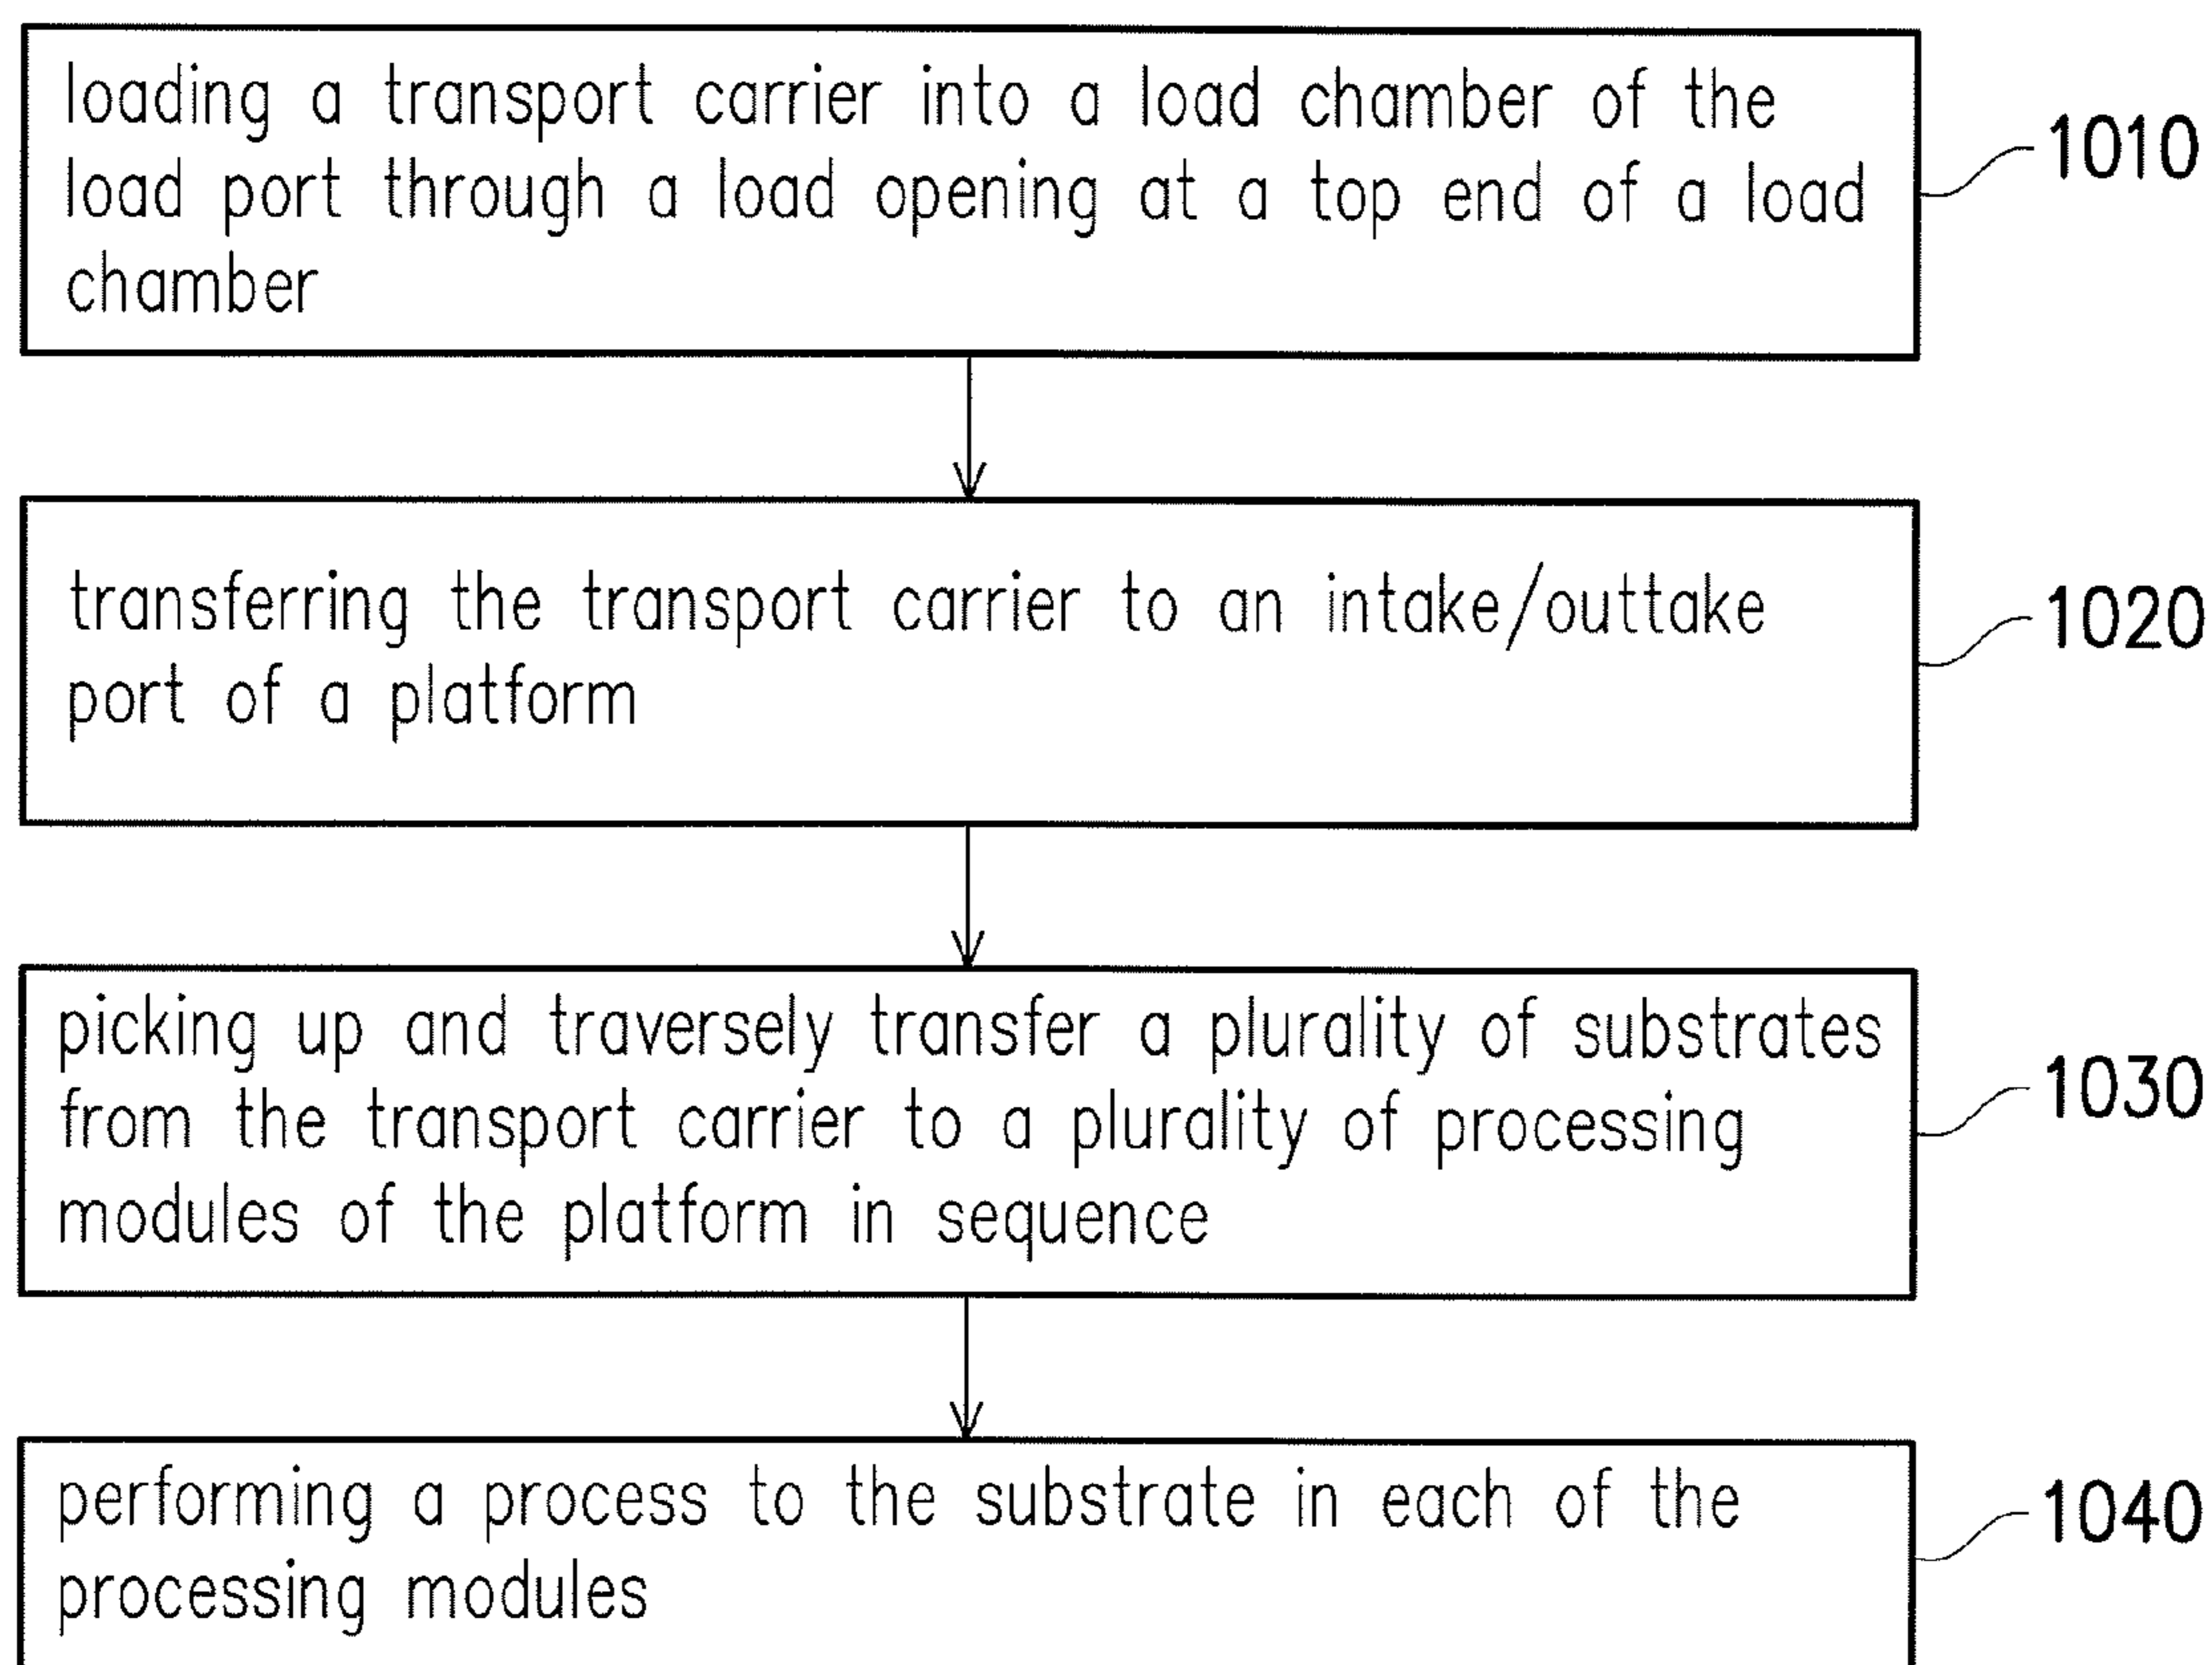 loading a transport carrier into a load chamber of the
load port through a load opening at a top end of a load
chamber
1010
transferring the transport carrier to an intake/outtake
port of a platform
1020
picking up and traversely transfer a plurality of substrates
from the transport carrier to a plurality of processing
modules of the platform in sequence
1030
performing a process to the substrate in each of the
processing modules
1040